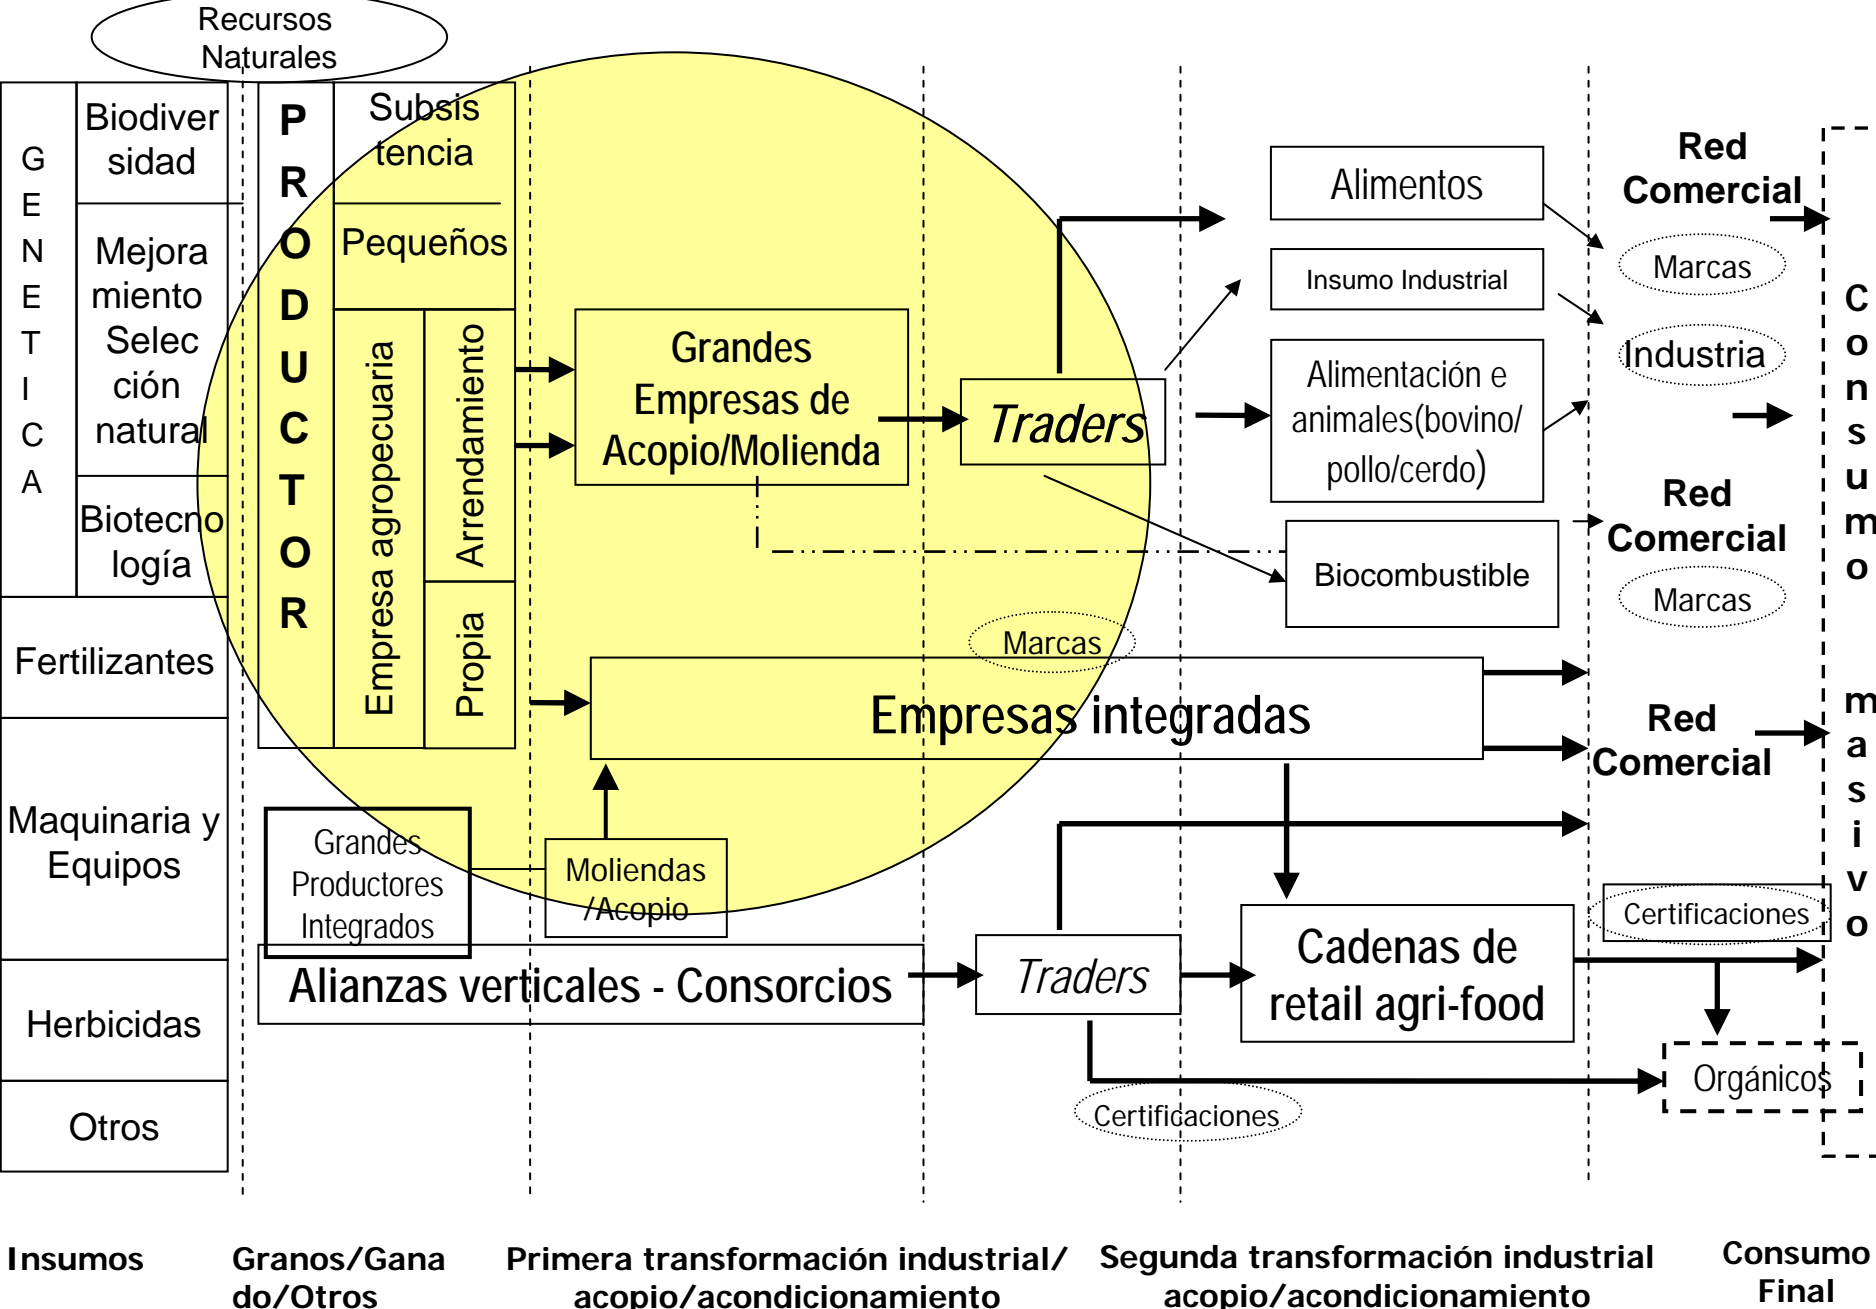 Recursos
Naturales
G
E
N
E
T
I
C
A
Biodiver
sidad
Mejora
miento
Selec
ción
natural
Biotecno
logía
Fertilizantes
Maquinaria y
Equipos
Herbicidas
Otros
P
R
O
D
U
C
T
O
R
Subsis
tencia
Pequeños
Empresa agropecuaria
Arrendamiento
Propia
Grandes
Productores
Integrados
Alianzas verticales - Consorcios
Grandes
Empresas de
Acopio/Molienda
Moliendas
/Acopio
Traders
Marcas
Empresas integradas
Traders
Certificaciones
Alimentos
Insumo Industrial
Alimentación e
animales(bovino/
pollo/cerdo)
Biocombustible
Cadenas de
retail agri-food
Red
Comercial
Marcas
Industria
Red
Comercial
Marcas
Red
Comercial
Certificaciones
Orgánicos
C
o
n
s
u
m
o
m
a
s
i
v
o
Insumos
Granos/Gana
do/Otros
Primera transformación industrial/
acopio/acondicionamiento
Segunda transformación industrial
acopio/acondicionamiento
Consumo
Final